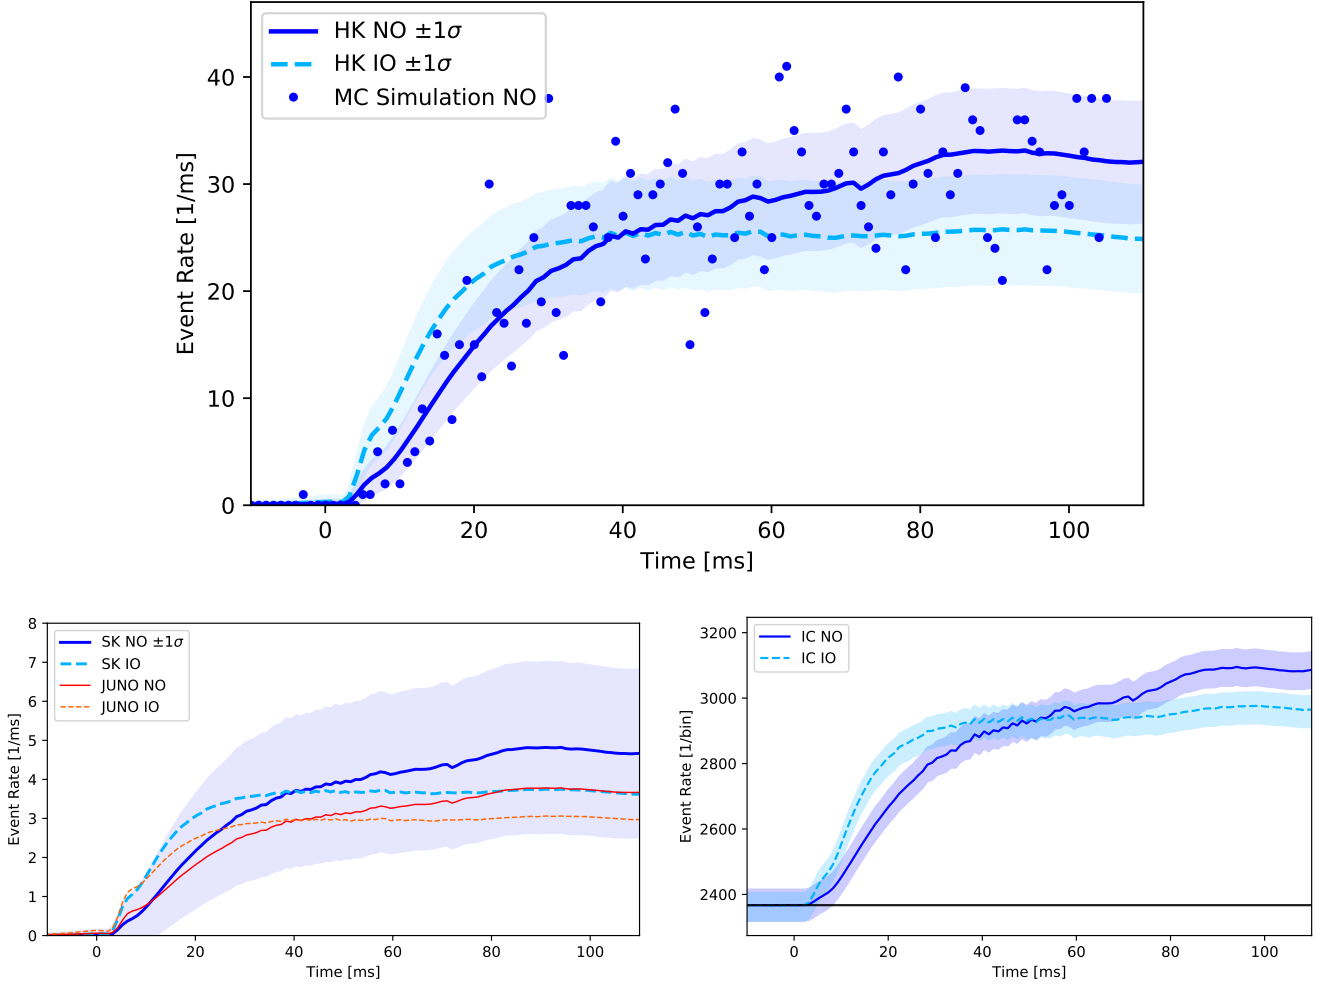 HK NO ±1σ
HK IO ±1σ
MC Simulation NO
Event Rate [1/ms]
40
30
20
10
0
0 20 40 60 80 100
Time [ms]
SK NO ±1σ
SK IO
JUNO NO
JUNO IO
Event Rate [1/ms]
8
7
6
5
4
3
2
1
0
0 20 40 60 80 100
Time [ms]
IC NO
IC IO
Event Rate [1/bin]
3200
3000
2800
2600
2400
0 20 40 60 80 100
Time [ms]